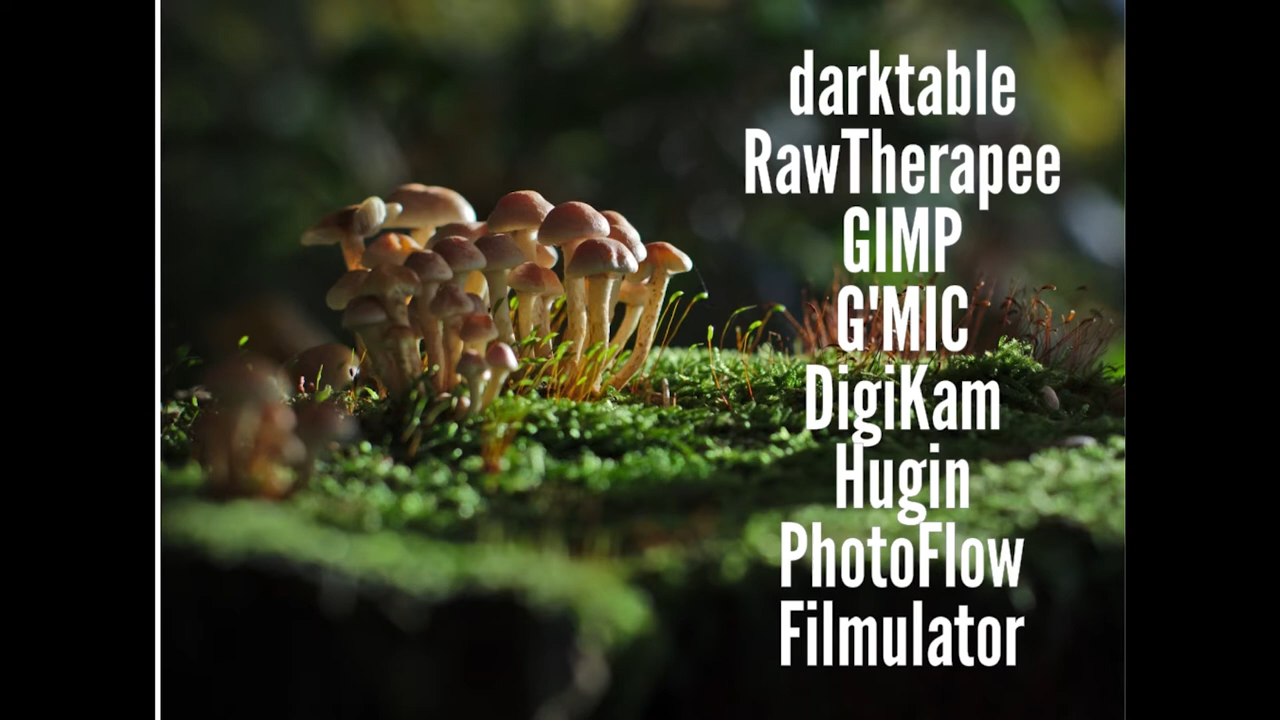 darktable
RawTherapee
GIMP
G'MIC
DigiKam
Hugin
PhotoFlow
Filmulator